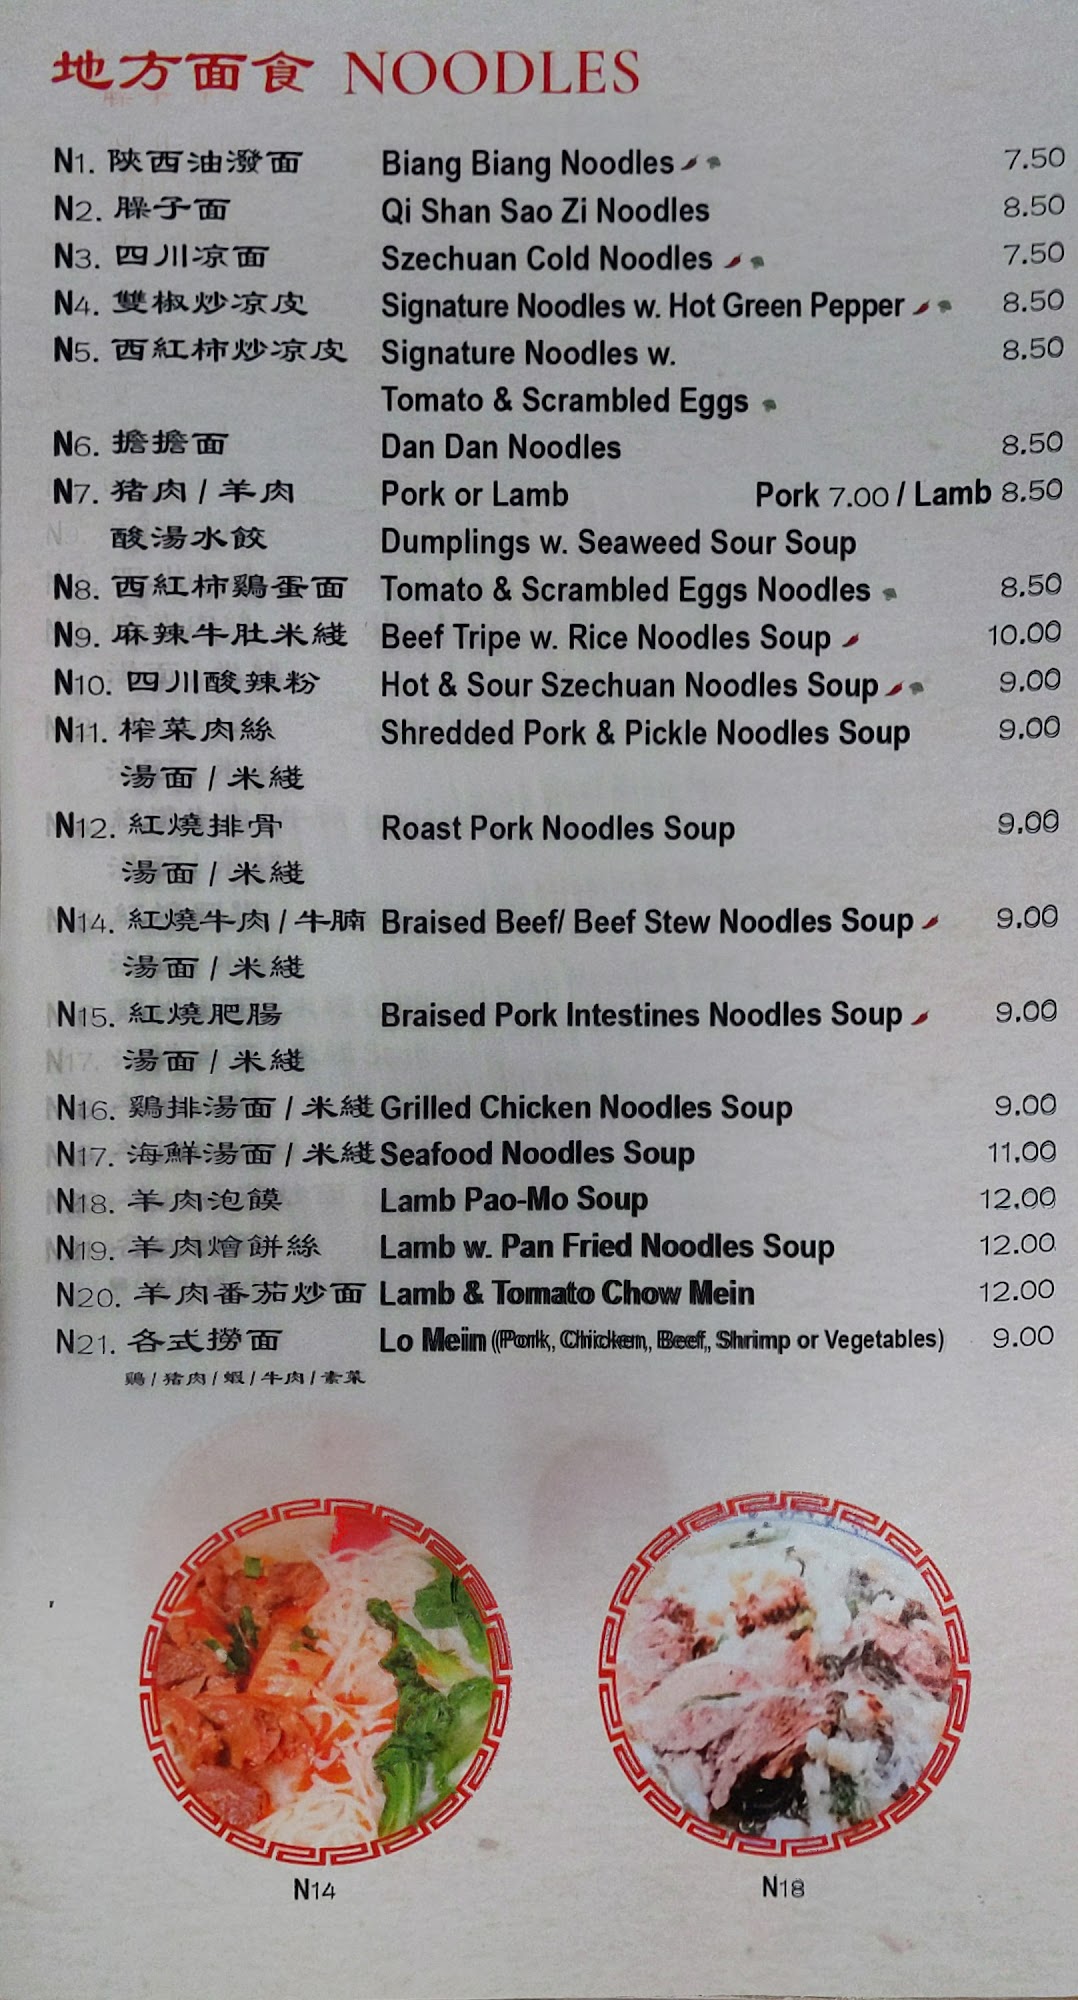 地方面食 NOODLES
N1. 陝西油潑面 Biang Biang Noodles 7.50
N2. 臊子面 Qi Shan Sao Zi Noodles 8.50
N3. 四川凉面 Szechuan Cold Noodles 7.50
N4. 雙椒炒凉皮 Signature Noodles w. Hot Green Pepper 8.50
N5. 西紅柿炒凉皮 Signature Noodles w. 8.50
Tomato & Scrambled Eggs
N6. 擔擔面 Dan Dan Noodles 8.50
N7. 猪肉 / 羊肉 Pork or Lamb Pork 7.00 / Lamb 8.50
酸湯水餃 Dumplings w. Seaweed Sour Soup
N8. 西紅柿鷄蛋面 Tomato & Scrambled Eggs Noodles 8.50
N9. 麻辣牛肚米綫 Beef Tripe w. Rice Noodles Soup 10.00
N10. 四川酸辣粉 Hot & Sour Szechuan Noodles Soup 9.00
N11. 榨菜肉絲 Shredded Pork & Pickle Noodles Soup 9.00
湯面 / 米綫
N12. 紅燒排骨 Roast Pork Noodles Soup 9.00
湯面 / 米綫
N14. 紅燒牛肉 / 牛腩 Braised Beef/ Beef Stew Noodles Soup 9.00
湯面 / 米綫
N15. 紅燒肥腸 Braised Pork Intestines Noodles Soup 9.00
湯面 / 米綫
N16. 鷄排湯面 / 米綫 Grilled Chicken Noodles Soup 9.00
N17. 海鮮湯面 / 米綫 Seafood Noodles Soup 11.00
N18. 羊肉泡饃 Lamb Pao-Mo Soup 12.00
N19. 羊肉燴餅絲 Lamb w. Pan Fried Noodles Soup 12.00
N20. 羊肉番茄炒面 Lamb & Tomato Chow Mein 12.00
N21. 各式撈面 Lo Mein (Pork, Chicken, Beef, Shrimp or Vegetables) 9.00
鷄 / 猪肉 / 蝦 / 牛肉 / 素菜
N14 N18